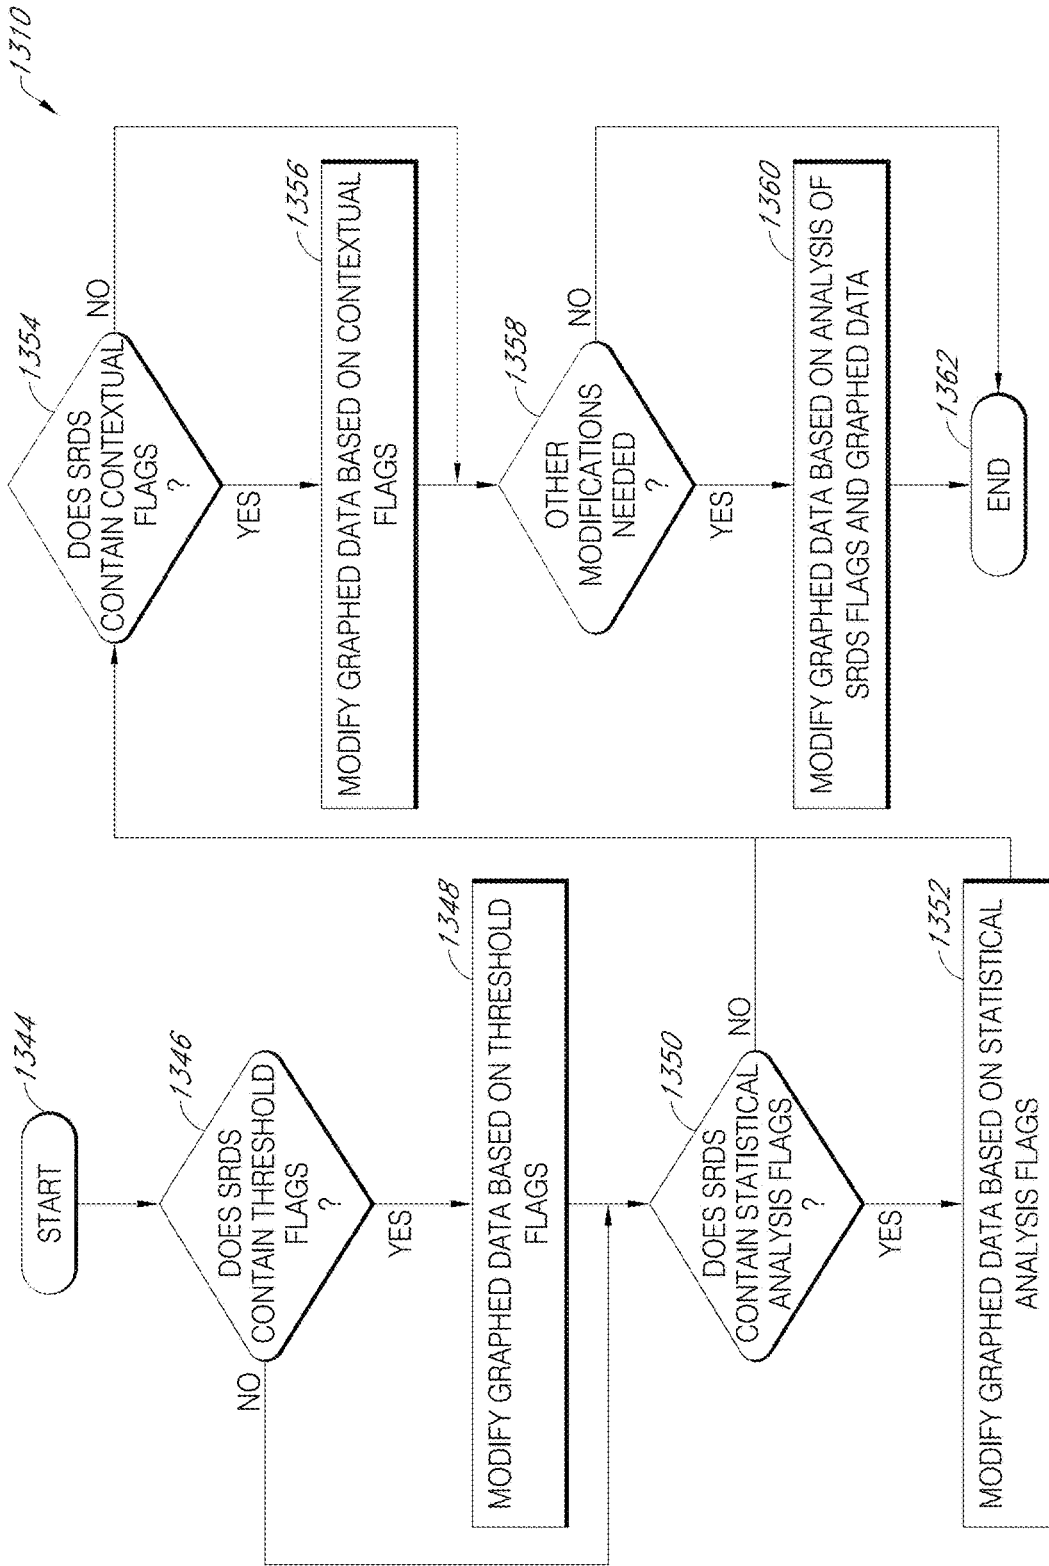 1310
START
1344
DOES SRDS
CONTAIN THRESHOLD
FLAGS
?
1346
NO
YES
MODIFY GRAPHED DATA BASED ON THRESHOLD
FLAGS
1348
DOES SRDS
CONTAIN STATISTICAL
ANALYSIS FLAGS
?
1350
NO
YES
MODIFY GRAPHED DATA BASED ON STATISTICAL
ANALYSIS FLAGS
1352
DOES SRDS
CONTAIN CONTEXTUAL
FLAGS
?
1354
NO
YES
MODIFY GRAPHED DATA BASED ON CONTEXTUAL
FLAGS
1356
OTHER
MODIFICATIONS
NEEDED
?
1358
NO
YES
MODIFY GRAPHED DATA BASED ON ANALYSIS OF
SRDS FLAGS AND GRAPHED DATA
1360
END
1362